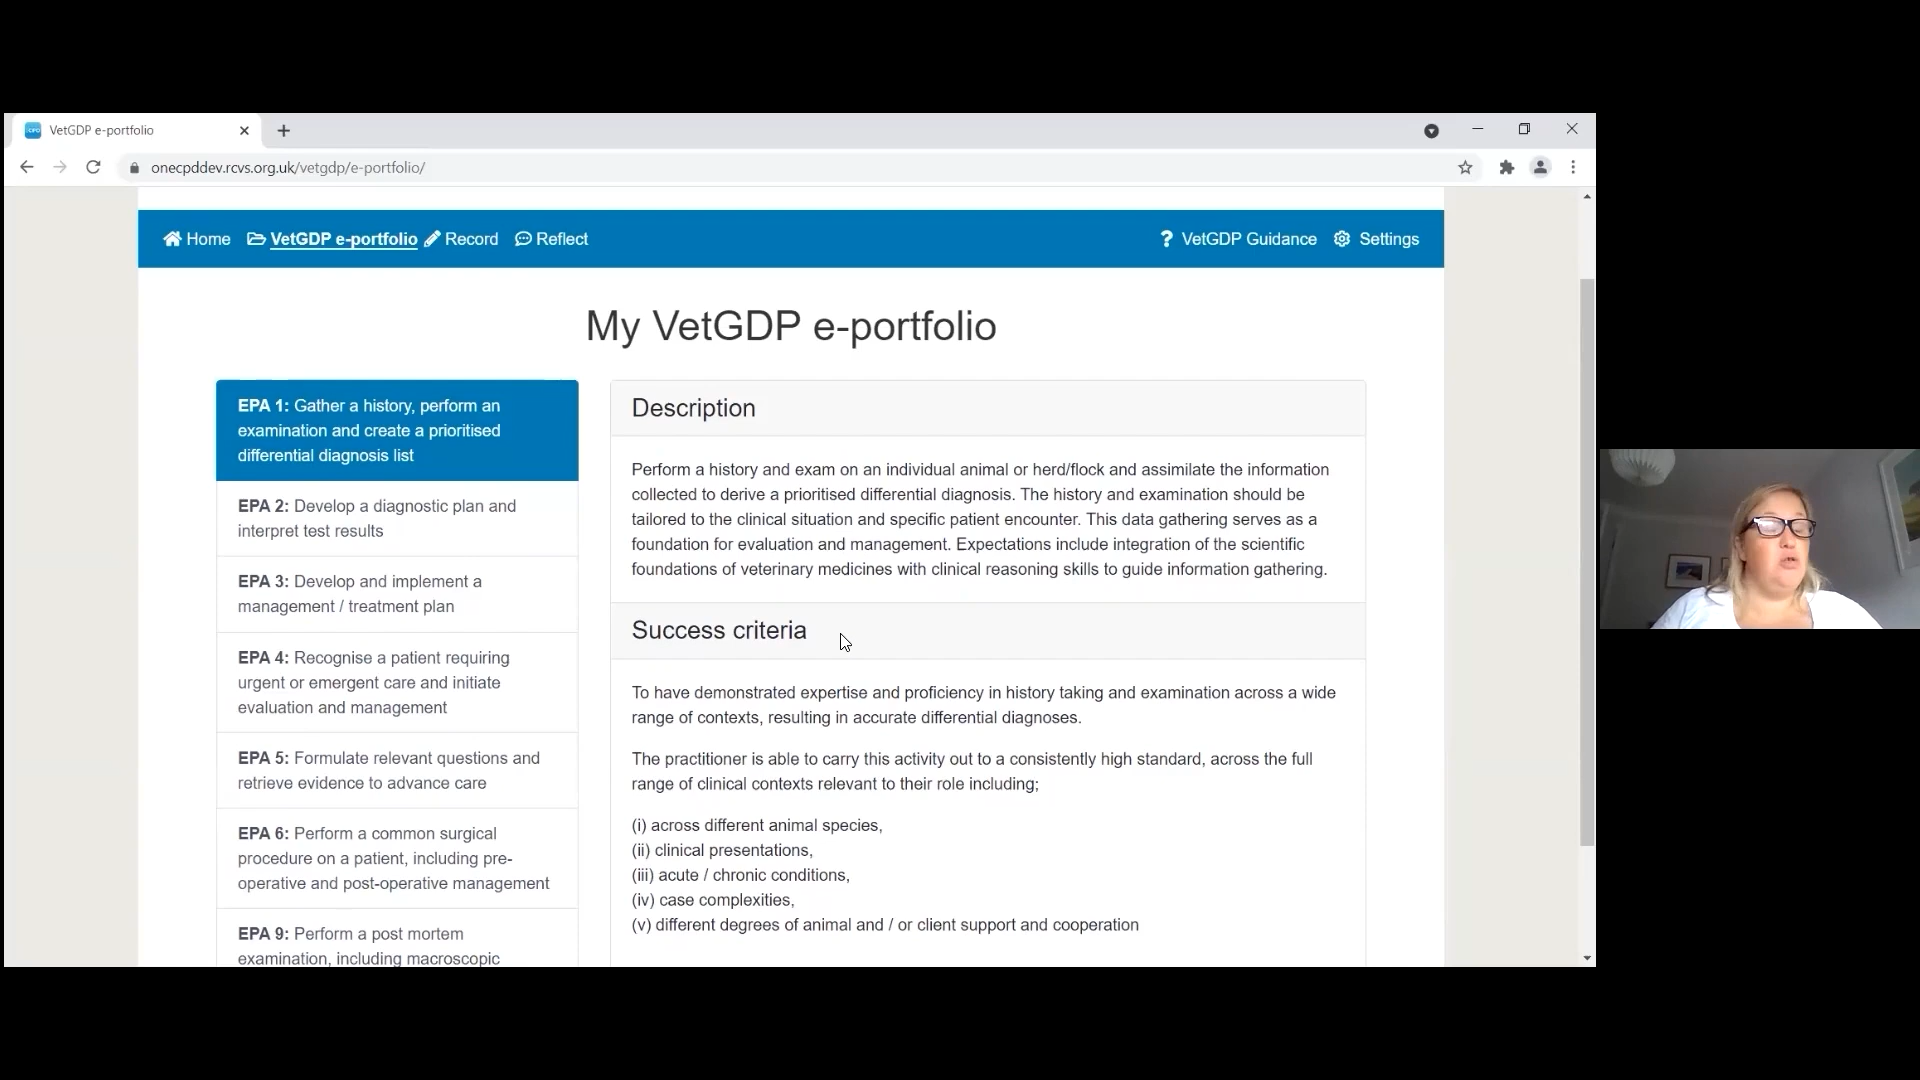 VetGDP e-portfolio
onecpddev.rcvs.org.uk/vetgdp/e-portfolio/
Home VetGDP e-portfolio Record Reflect ? VetGDP Guidance Settings
My VetGDP e-portfolio
EPA 1: Gather a history, perform an
examination and create a prioritised
differential diagnosis list
EPA 2: Develop a diagnostic plan and
interpret test results
EPA 3: Develop and implement a
management / treatment plan
EPA 4: Recognise a patient requiring
urgent or emergent care and initiate
evaluation and management
EPA 5: Formulate relevant questions and
retrieve evidence to advance care
EPA 6: Perform a common surgical
procedure on a patient, including pre-
operative and post-operative management
EPA 9: Perform a post mortem
examination, including macroscopic
Description
Perform a history and exam on an individual animal or herd/flock and assimilate the information
collected to derive a prioritised differential diagnosis. The history and examination should be
tailored to the clinical situation and specific patient encounter. This data gathering serves as a
foundation for evaluation and management. Expectations include integration of the scientific
foundations of veterinary medicines with clinical reasoning skills to guide information gathering.
Success criteria
To have demonstrated expertise and proficiency in history taking and examination across a wide
range of contexts, resulting in accurate differential diagnoses.
The practitioner is able to carry this activity out to a consistently high standard, across the full
range of clinical contexts relevant to their role including;
(i) across different animal species,
(ii) clinical presentations,
(iii) acute / chronic conditions,
(iv) case complexities,
(v) different degrees of animal and / or client support and cooperation